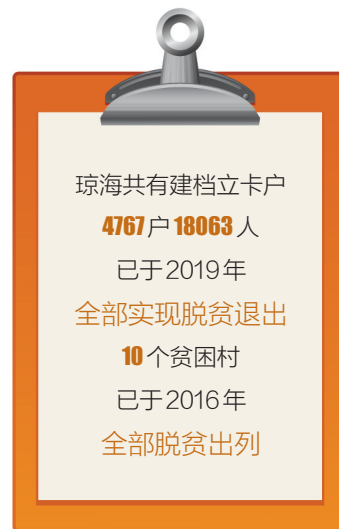 琼海共有建档立卡户
4767户18063人
已于2019年
全部实现脱贫退出
10个贫困村
已于2016年
全部脱贫出列